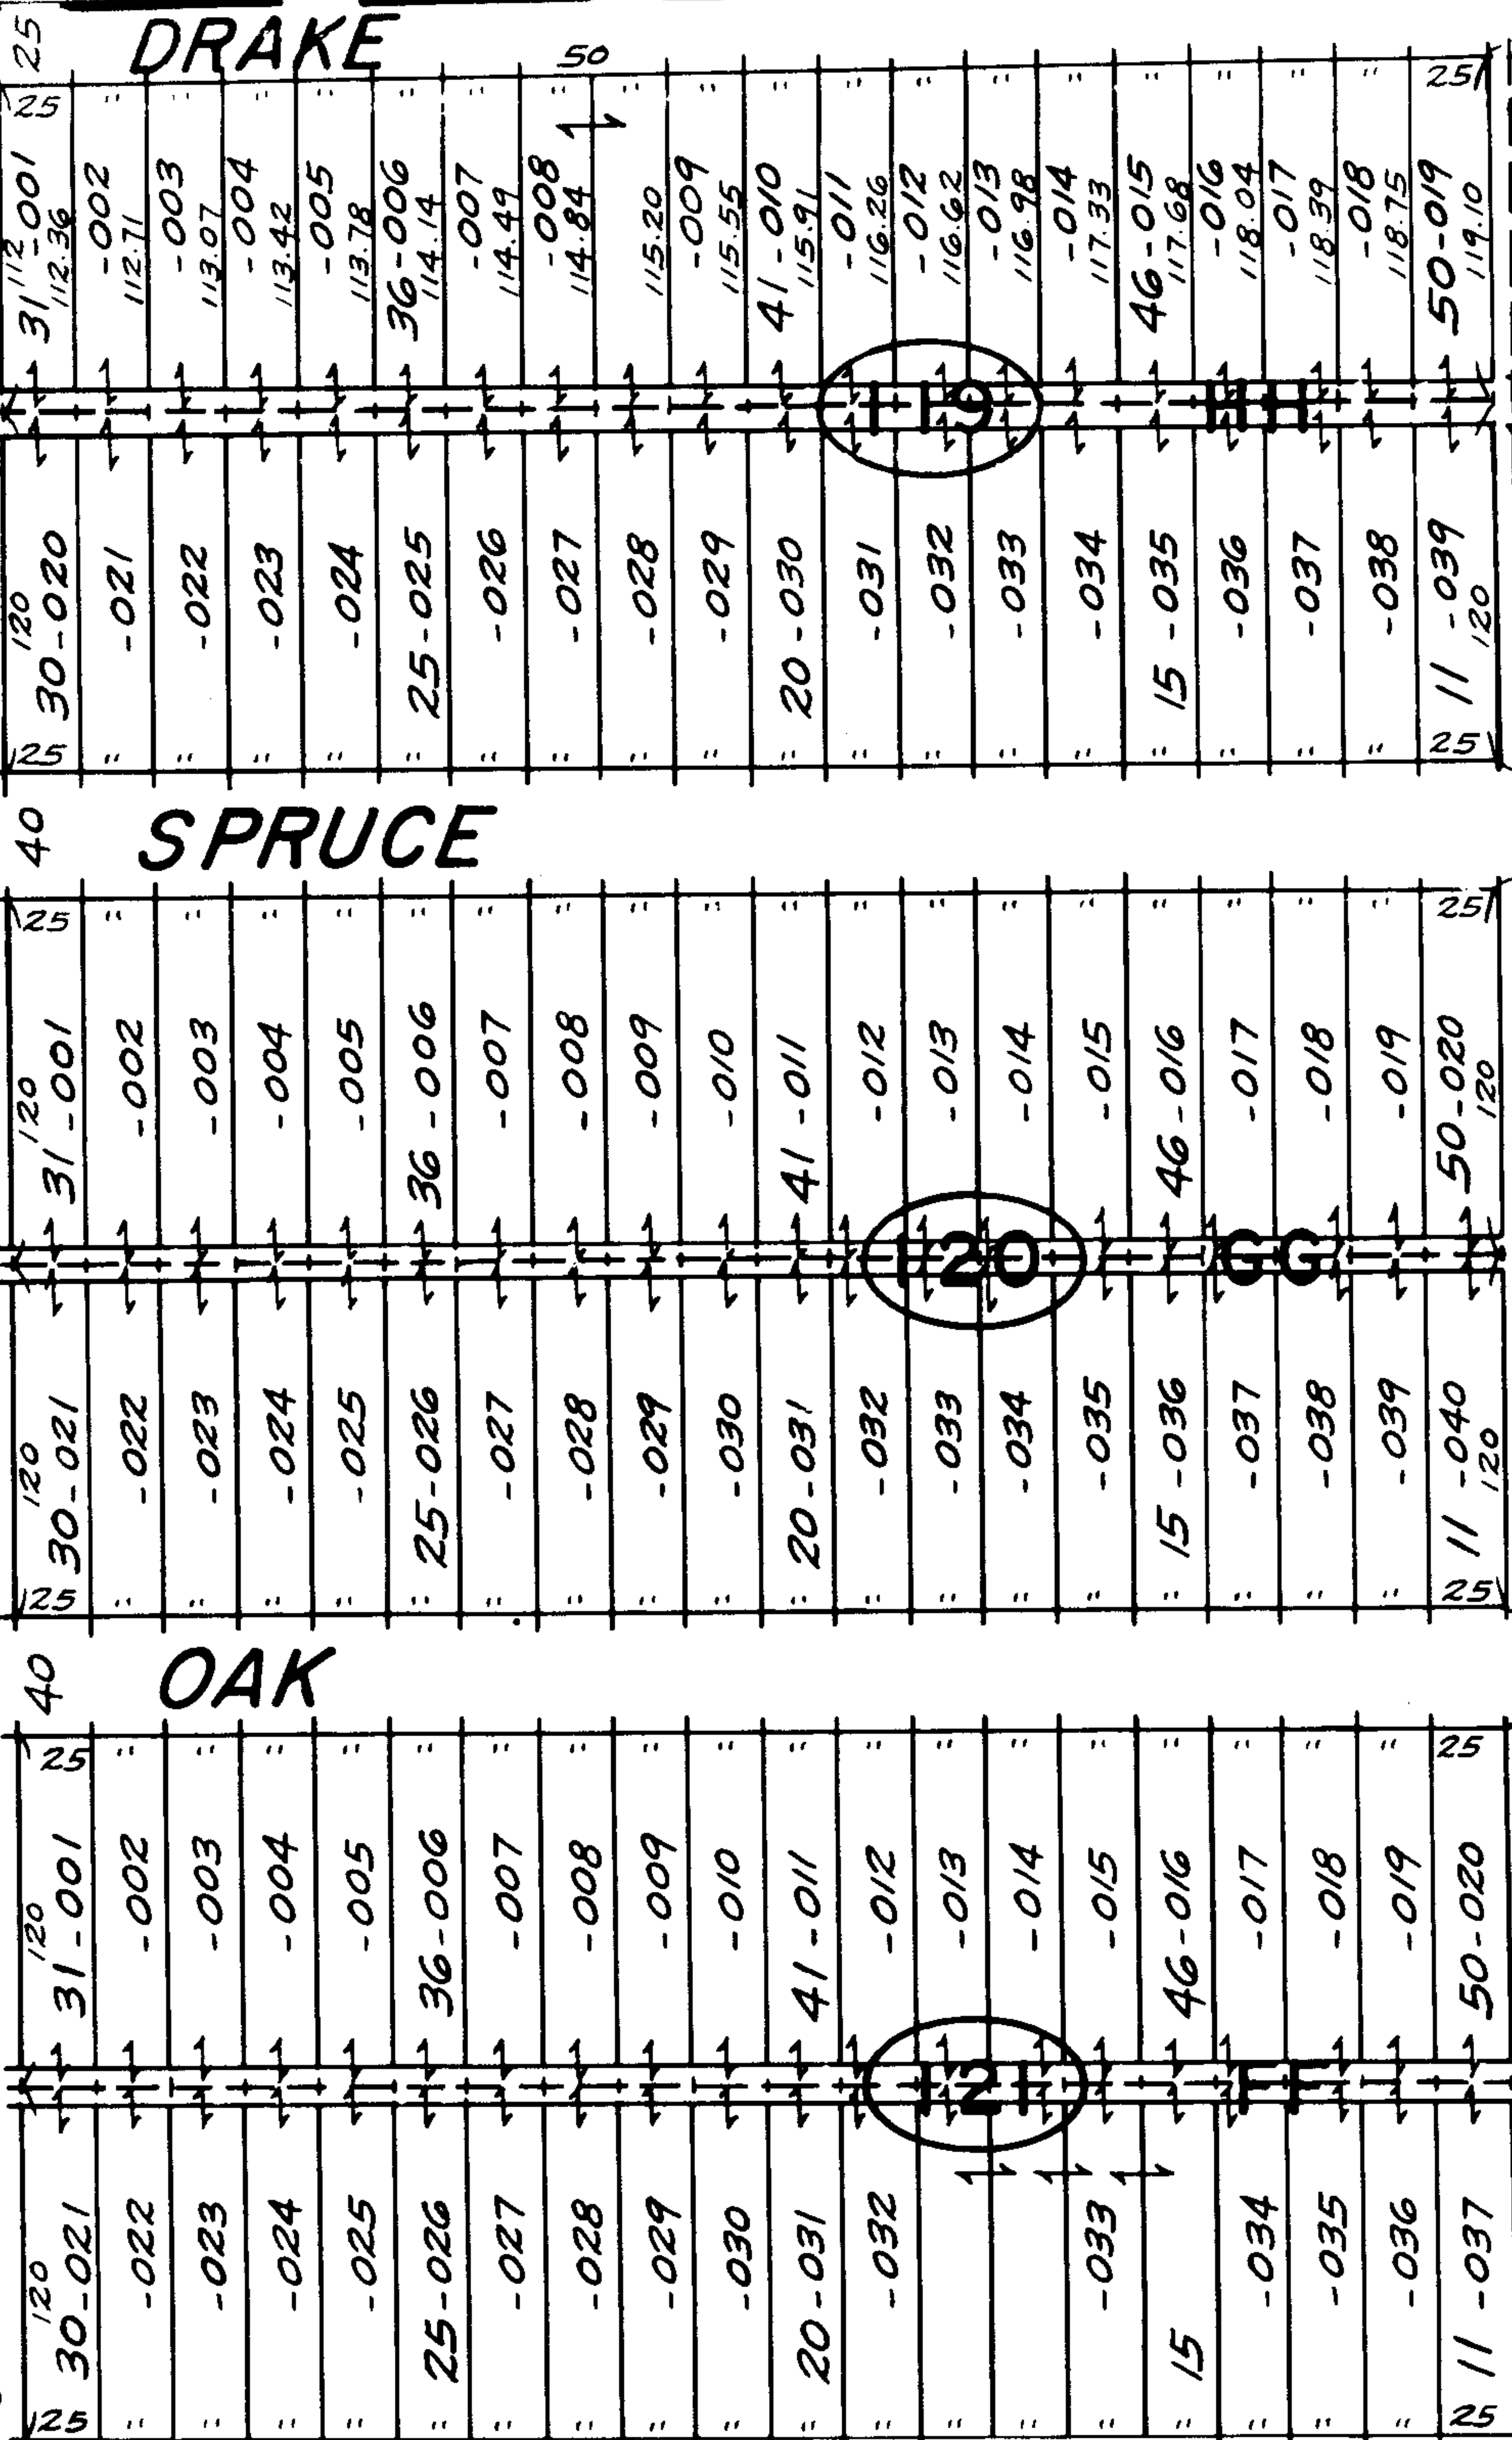 25 DRAKE 50
25 " " " " " " " " " " " " " " " " " " 25
31-001 -002 -003 -004 -005 36-006 -007 -008 -009 41-010 -011 -012 -013 -014 46-015 -016 -017 -018 50-019
112 112.36 112.71 113.07 113.42 113.78 114.14 114.49 114.84 115.20 115.55 115.91 116.26 116.62 116.98 117.33 117.68 118.04 118.39 118.75 119.10
119 HH
120 30-020 -021 -022 -023 -024 25-025 -026 -027 -028 -029 20-030 -031 -032 -033 -034 15-035 -036 -037 -038 11-039 120
25 " " " " " " " " " " " " " " " " " " 25
40 SPRUCE
25 " " " " " " " " " " " " " " " " " " 25
120 31-001 -002 -003 -004 -005 36-006 -007 -008 -009 -010 41-011 -012 -013 -014 -015 46-016 -017 -018 -019 50-020 120
120 GG
120 30-021 -022 -023 -024 -025 25-026 -027 -028 -029 -030 20-031 -032 -033 -034 -035 15-036 -037 -038 -039 11-040 120
25 " " " " " " " " " " " " " " " " " " 25
40 OAK
25 " " " " " " " " " " " " " " " " " " 25
120 31-001 -002 -003 -004 -005 36-006 -007 -008 -009 -010 41-011 -012 -013 -014 -015 46-016 -017 -018 -019 50-020
121 FF
120 30-021 -022 -023 -024 -025 25-026 -027 -028 -029 -030 20-031 -032 -033 15 -034 -035 -036 11-037
25 " " " " " " " " " " " " " " " " " " 25